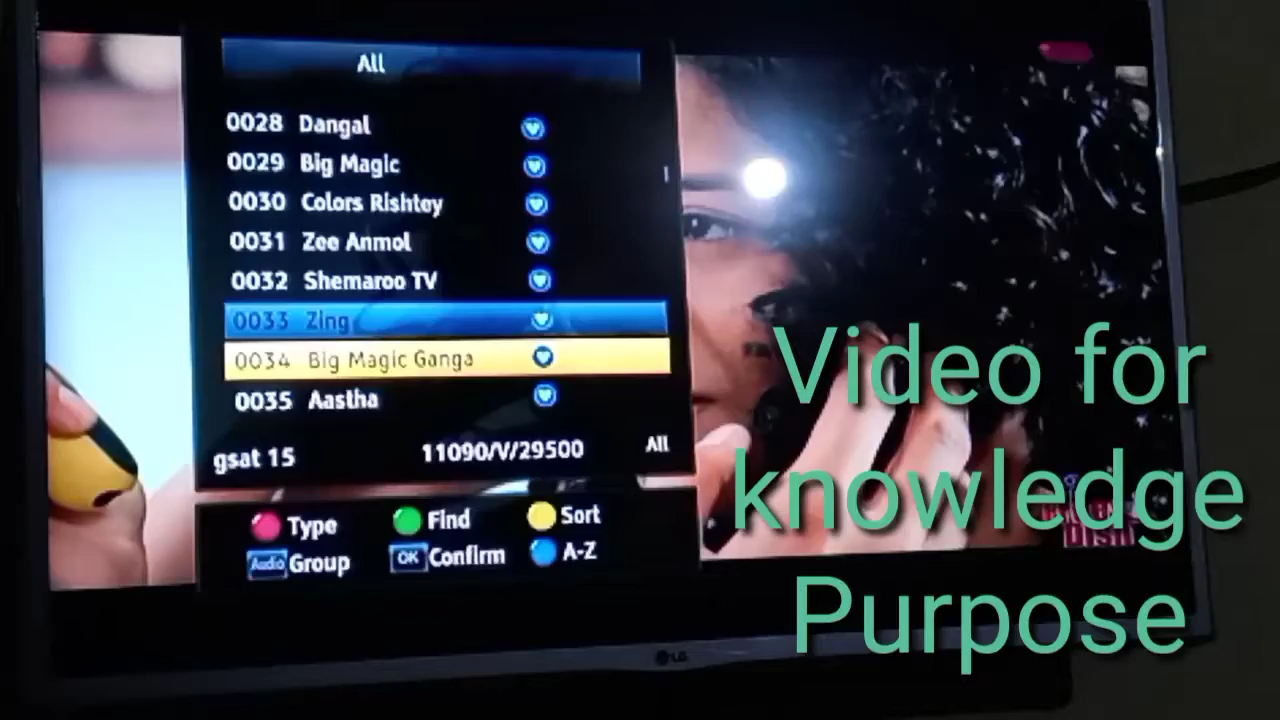 All
0028 Dangal
0029 Big Magic
0030 Colors Rishtey
0031 Zee Anmol
0032 Shemaroo TV
0033 Zing
0034 Big Magic Ganga
0035 Aastha
gsat 15 11090/V/29500 All
Type Find Sort
Audio Group OK Confirm A-Z
Video for
knowledge
Purpose
LG